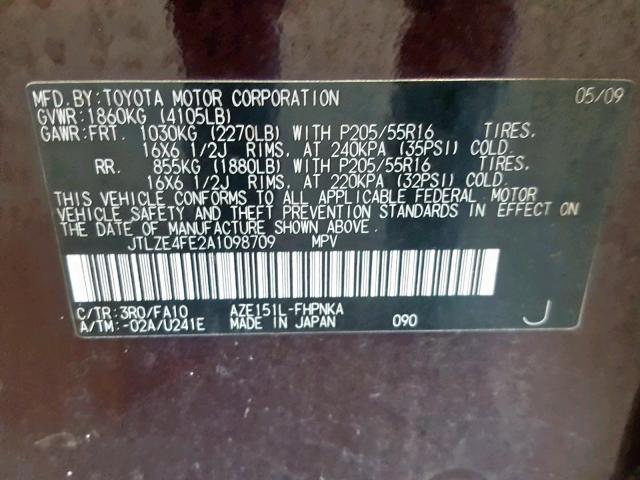 MFD. BY: TOYOTA MOTOR CORPORATION 05/09
GVWR: 1860KG (4105LB)
GAWR: FRT. 1030KG (2270LB) WITH P205/55R16 TIRES,
16X6 1/2J RIMS, AT 240KPA (35PSI) COLD.
RR. 855KG (1880LB) WITH P205/55R16 TIRES,
16X6 1/2J RIMS, AT 220KPA (32PSI) COLD.
THIS VEHICLE CONFORMS TO ALL APPLICABLE FEDERAL MOTOR
VEHICLE SAFETY AND THEFT PREVENTION STANDARDS IN EFFECT ON
THE DATE OF MANUFACTURE SHOWN ABOVE.
JTLZE4FE2A1098709 MPV
C/TR: 3R0/FA10 AZE151L-FHPNKA
A/TM: -02A/U241E MADE IN JAPAN 090 J